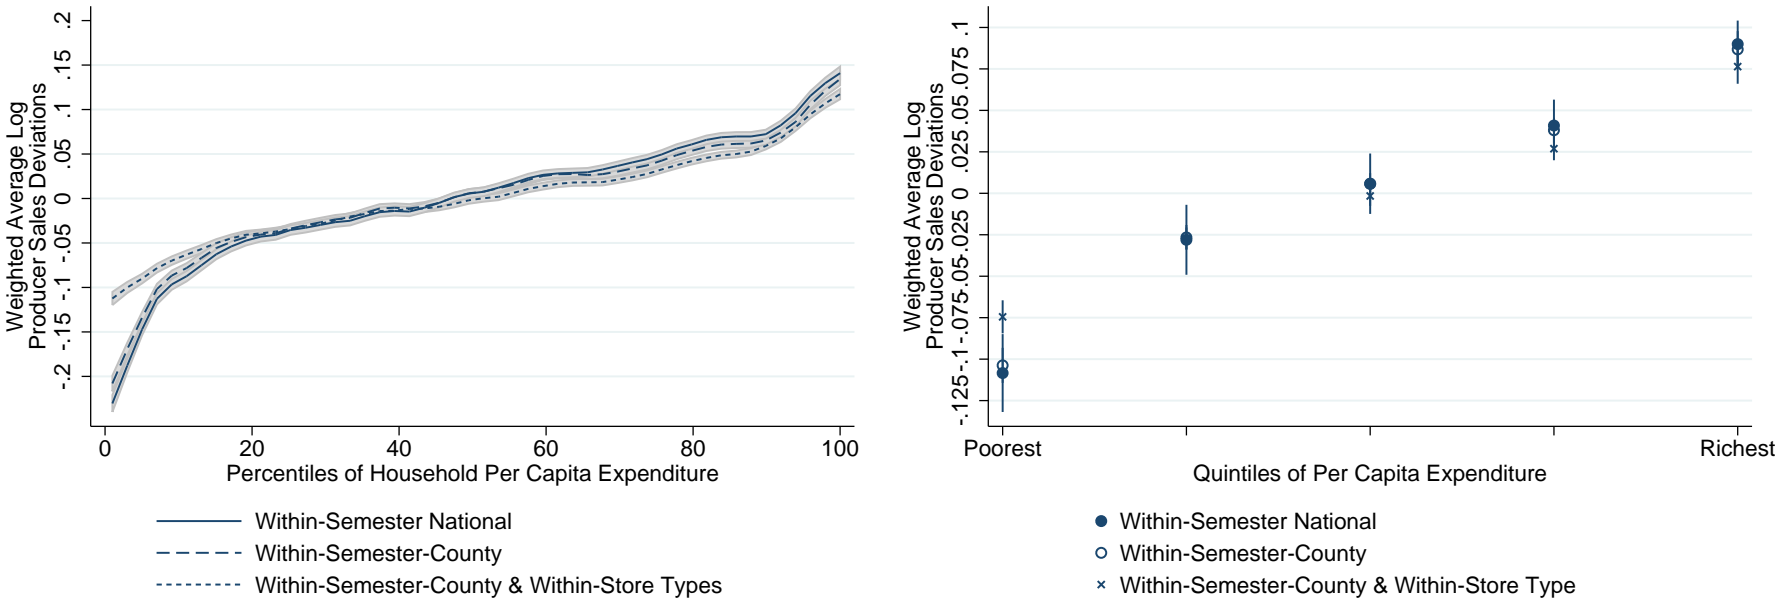 Weighted Average Log
Producer Sales Deviations
.2
.15
.1
.05
0
-.05
-.1
-.15
-.2
0 20 40 60 80 100
Percentiles of Household Per Capita Expenditure
Within-Semester National
Within-Semester-County
Within-Semester-County & Within-Store Types
Weighted Average Log
Producer Sales Deviations
.1
.075
.05
.025
0
-.025
-.05
-.075
-.1
-.125
Poorest Richest
Quintiles of Per Capita Expenditure
Within-Semester National
Within-Semester-County
Within-Semester-County & Within-Store Type